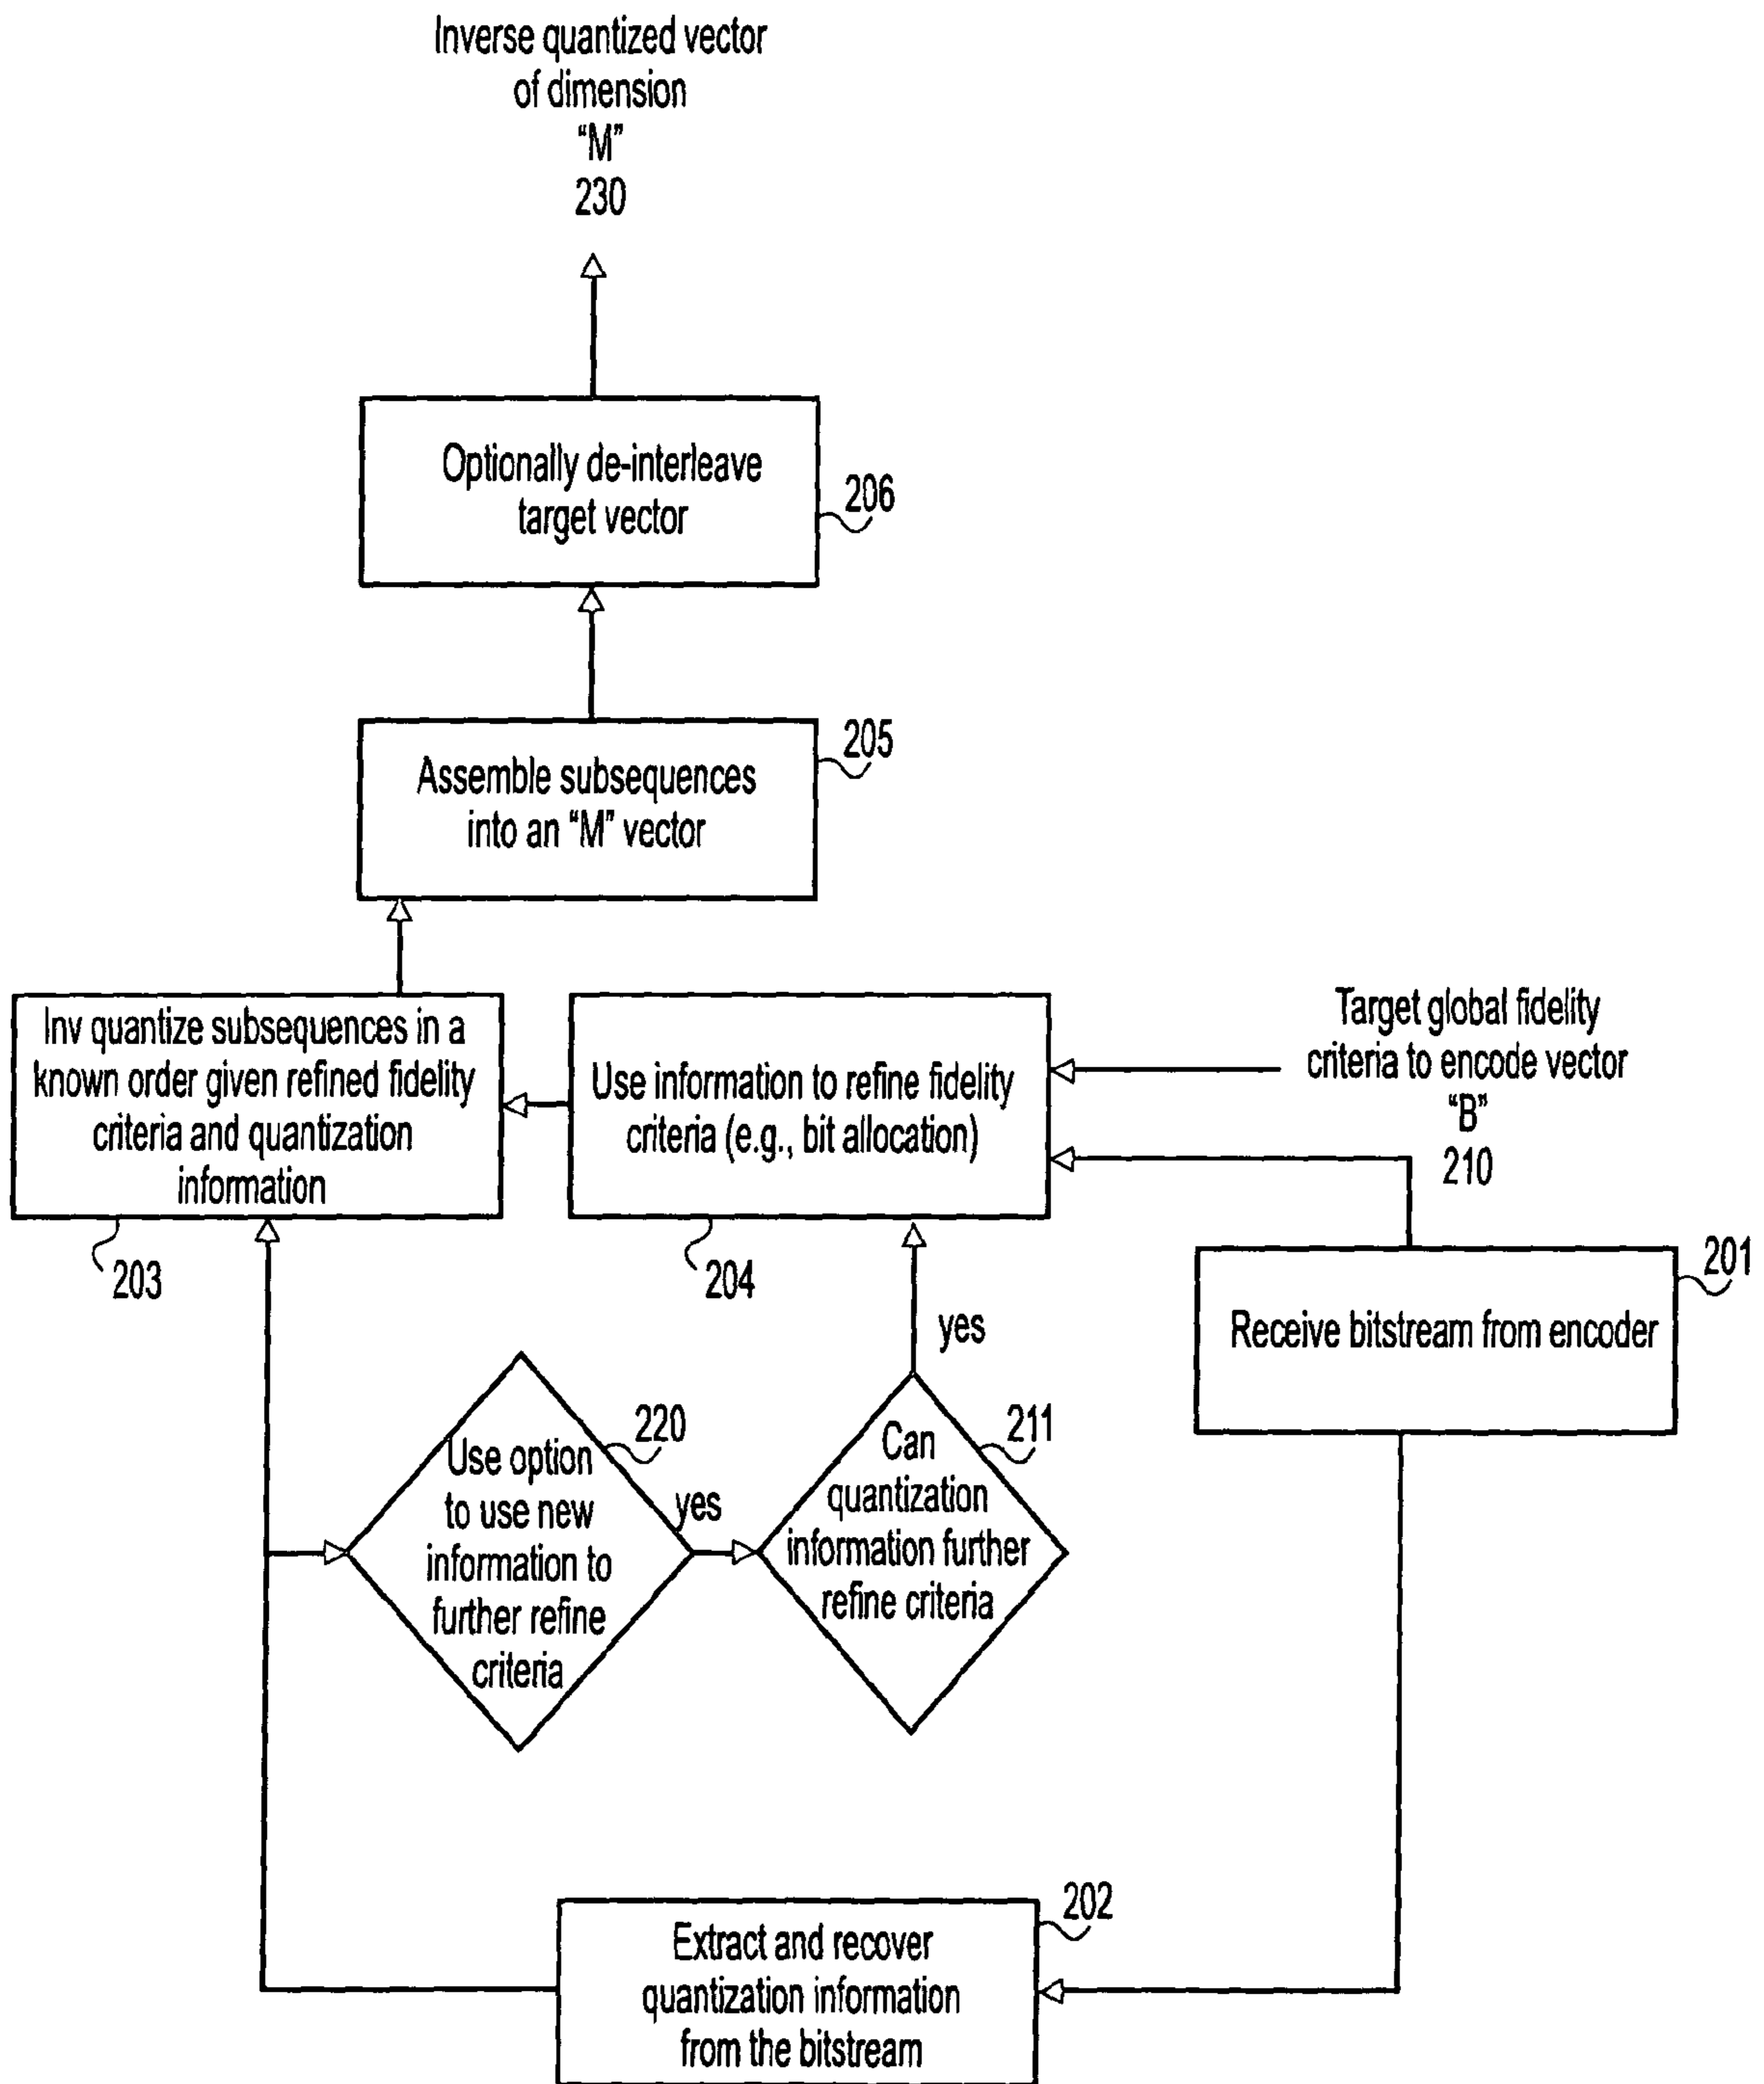 Inverse quantized vector
of dimension
“M”
230
Optionally de-interleave
target vector
206
Assemble subsequences
into an “M” vector
205
Inv quantize subsequences in a
known order given refined fidelity
criteria and quantization
information
203
Use information to refine fidelity
criteria (e.g., bit allocation)
204
Target global fidelity
criteria to encode vector
“B”
210
Receive bitstream from encoder
201
yes
Use option
to use new
information to
further refine
criteria
220
yes
Can
quantization
information further
refine criteria
211
Extract and recover
quantization information
from the bitstream
202